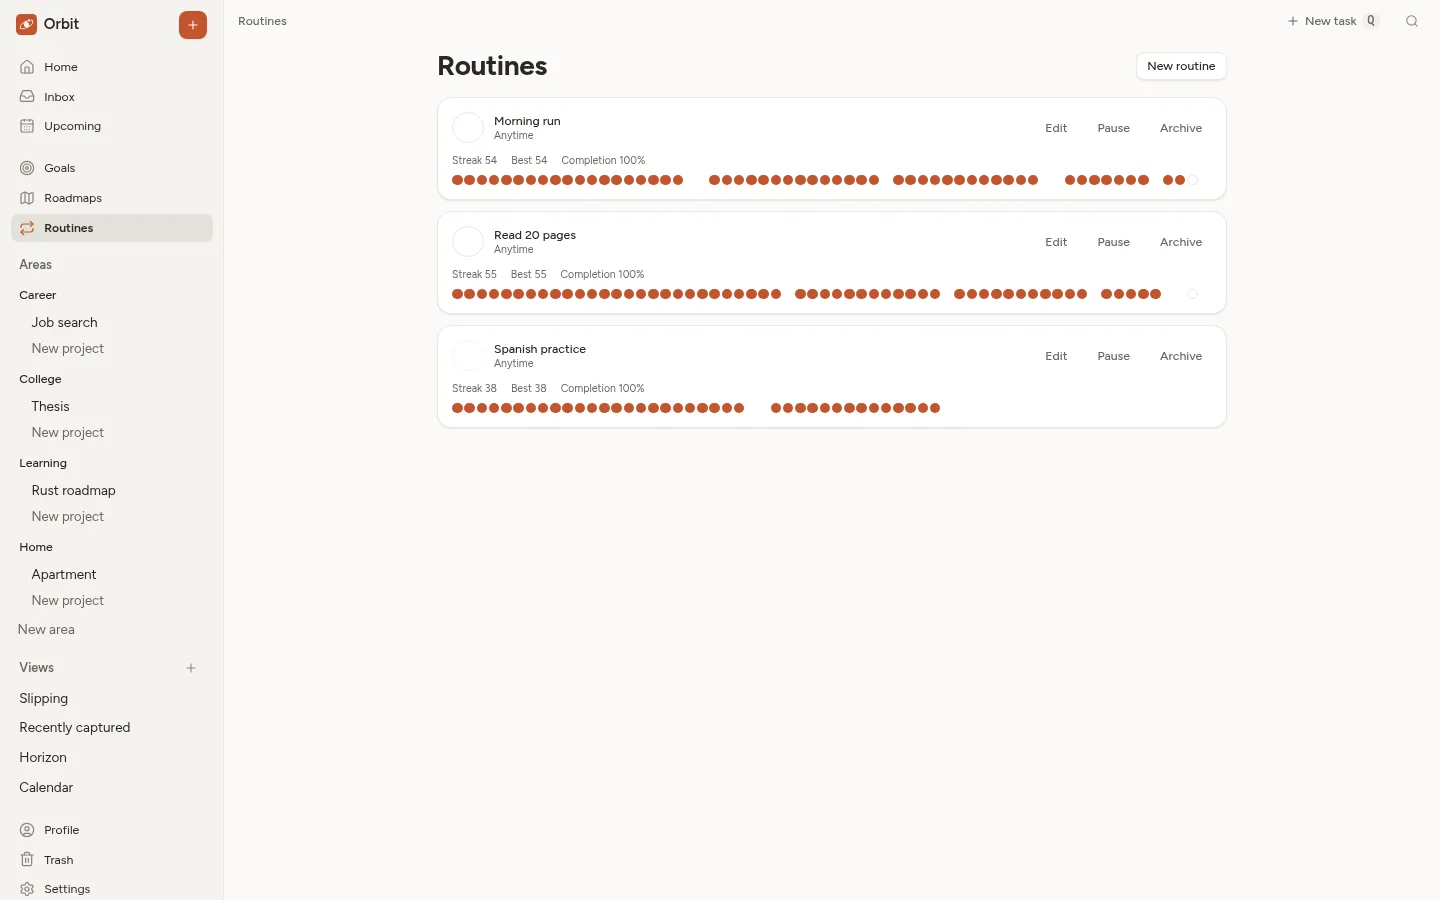 Orbit
Home
Inbox
Upcoming
Goals
Roadmaps
Routines
Areas
Career
Job search
New project
College
Thesis
New project
Learning
Rust roadmap
New project
Home
Apartment
New project
New area
Views
Slipping
Recently captured
Horizon
Calendar
Profile
Trash
Settings
Routines
New task Q
Routines
New routine
Morning run
Anytime
Edit Pause Archive
Streak 54 Best 54 Completion 100%
Read 20 pages
Anytime
Edit Pause Archive
Streak 55 Best 55 Completion 100%
Spanish practice
Anytime
Edit Pause Archive
Streak 38 Best 38 Completion 100%